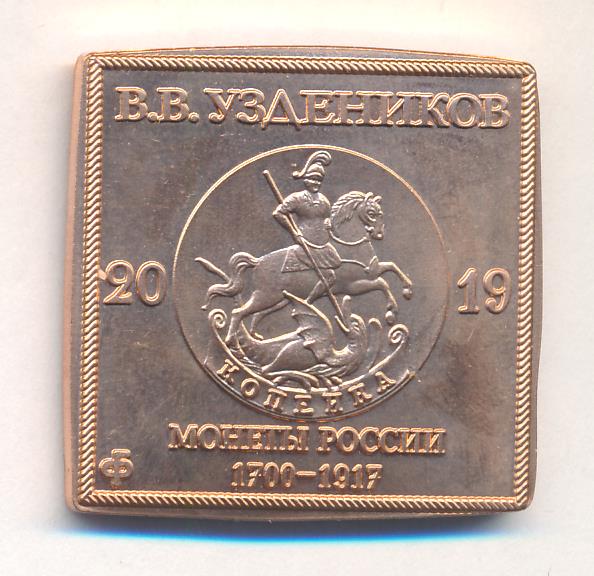 В.В. УЗДЕНИКОВ
20 19
КОПЕЙКА
МОНЕТЫ РОССИИ
1700-1917